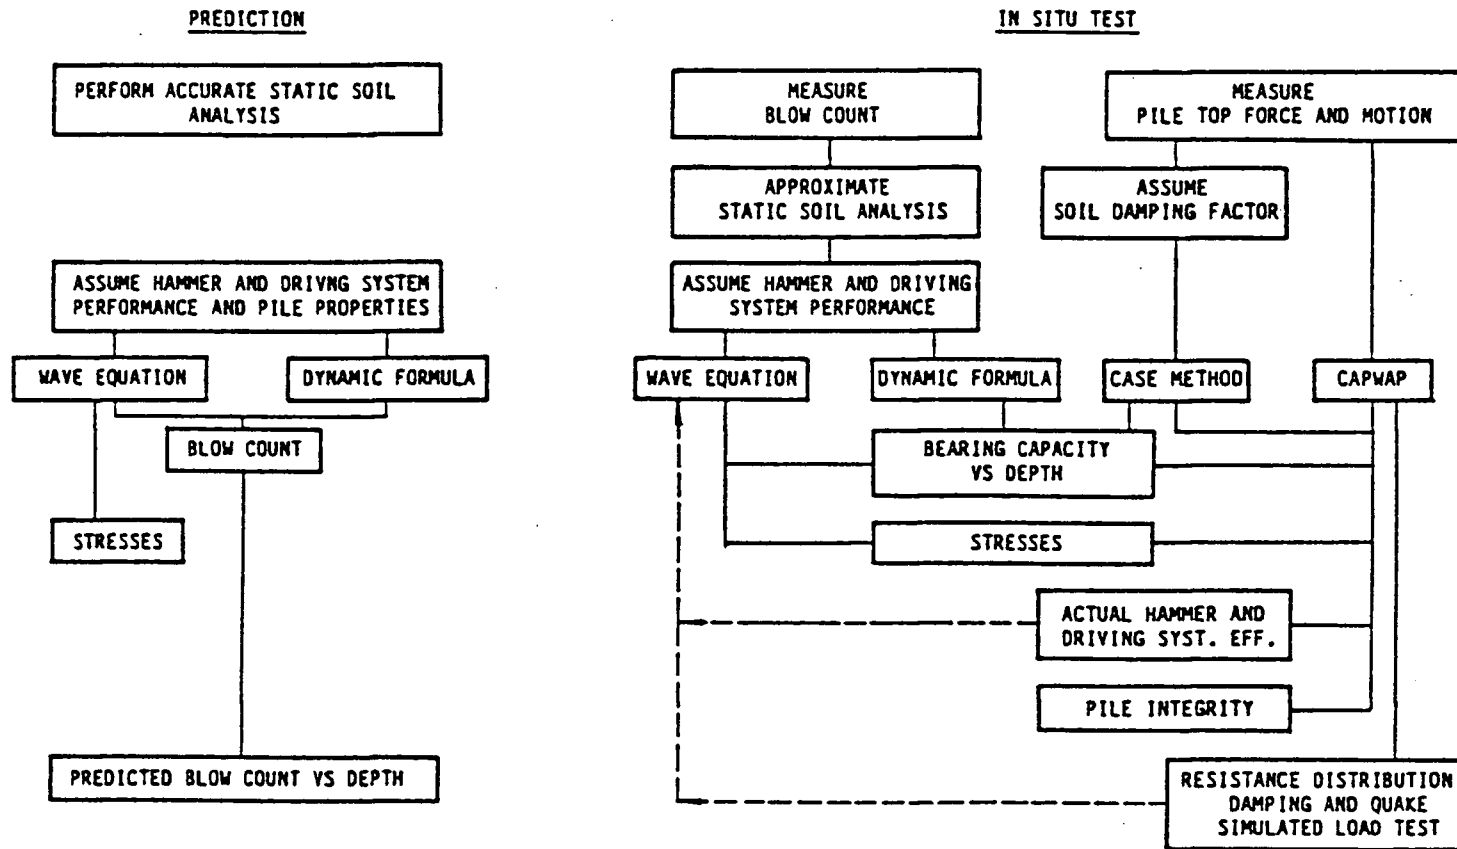 PREDICTION
PERFORM ACCURATE STATIC SOIL
ANALYSIS
ASSUME HAMMER AND DRIVNG SYSTEM
PERFORMANCE AND PILE PROPERTIES
WAVE EQUATION
DYNAMIC FORMULA
BLOW COUNT
STRESSES
PREDICTED BLOW COUNT VS DEPTH
IN SITU TEST
MEASURE
BLOW COUNT
MEASURE
PILE TOP FORCE AND MOTION
APPROXIMATE
STATIC SOIL ANALYSIS
ASSUME
SOIL DAMPING FACTOR
ASSUME HAMMER AND DRIVING
SYSTEM PERFORMANCE
WAVE EQUATION
DYNAMIC FORMULA
CASE METHOD
CAPWAP
BEARING CAPACITY
VS DEPTH
STRESSES
ACTUAL HAMMER AND
DRIVING SYST. EFF.
PILE INTEGRITY
RESISTANCE DISTRIBUTION
DAMPING AND QUAKE
SIMULATED LOAD TEST